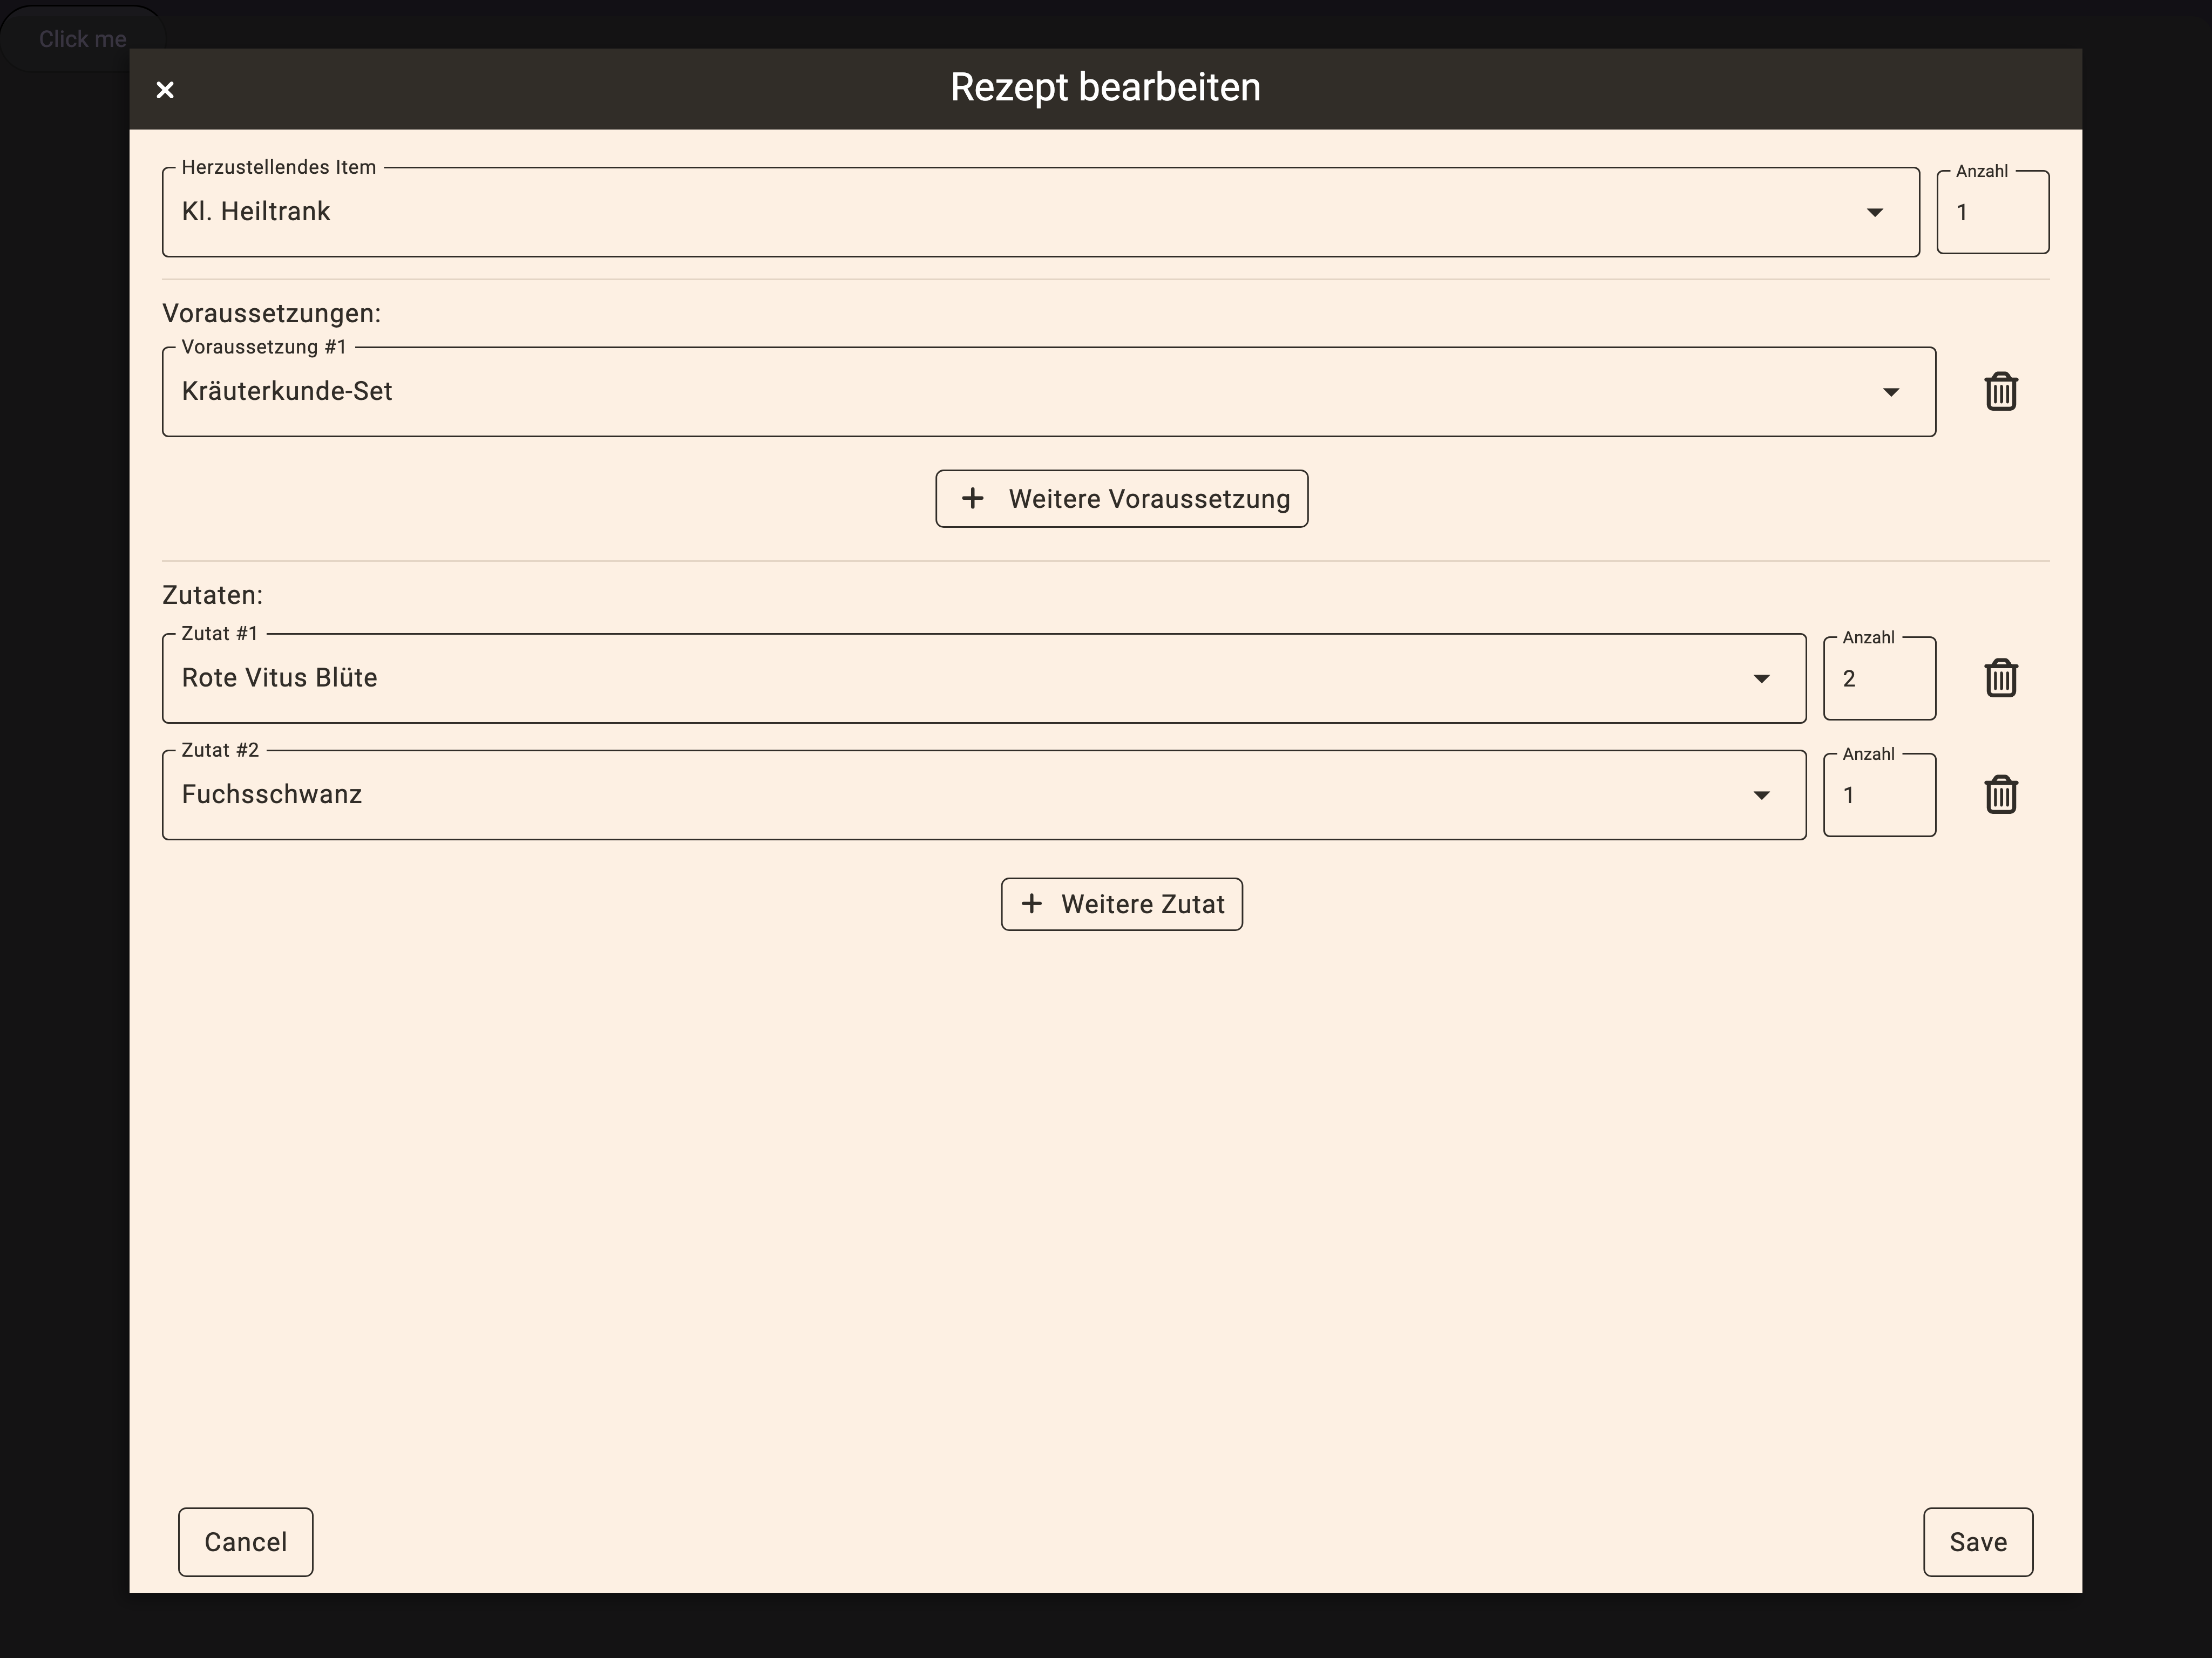 Click me
Rezept bearbeiten
Herzustellendes Item
Kl. Heiltrank
Anzahl
1
Voraussetzungen:
Voraussetzung #1
Kräuterkunde-Set
+ Weitere Voraussetzung
Zutaten:
Zutat #1
Rote Vitus Blüte
Anzahl
2
Zutat #2
Fuchsschwanz
Anzahl
1
+ Weitere Zutat
Cancel
Save